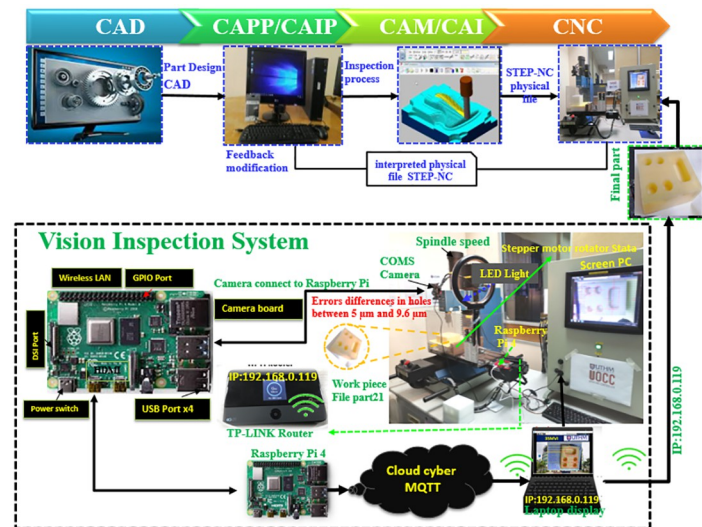 CAD
CAPP/CAIP
CAM/CAI
CNC
Part Design
CAD
Inspection
process
STEP-NC
physical
file
Feedback
modification
interpreted physical
file STEP-NC
Final part
Vision Inspection System
Wireless LAN
GPIO Port
Camera connect to Raspberry Pi
Camera board
DSI Port
Power switch
USB Port x4
COMS
Camera
Spindle speed
Stepper motor rotator Stata
Screen PC
LED Light
Errors differences in holes
between 5 µm and 9.6 µm
Raspberry
Pi 4
Work piece
File part21
IP:192.168.0.119
TP-LINK Router
UTHM
UOCC
Raspberry Pi 4
Cloud cyber
MQTT
IP:192.168.0.119
Laptop display
IP:192.168.0.119